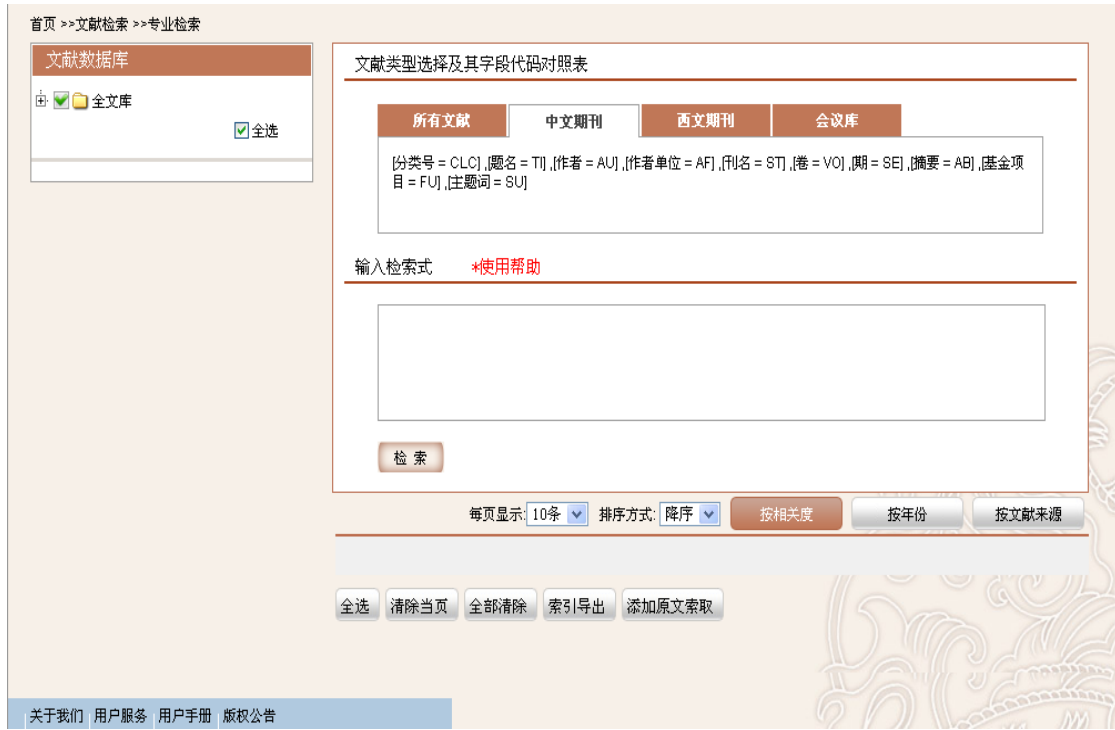 首页 >>文献检索 >>专业检索
文献数据库
全文库
全选
文献类型选择及其字段代码对照表
所有文献 中文期刊 西文期刊 会议库
[分类号 = CLC] ,[题名 = TI] ,[作者 = AU] ,[作者单位 = AF] ,[刊名 = ST] ,[卷 = VO] ,[期 = SE] ,[摘要 = AB] ,[基金项
目 = FU] ,[主题词 = SU]
输入检索式 *使用帮助
检 索
每页显示: 10条 排序方式: 降序 按相关度 按年份 按文献来源
全选 清除当页 全部清除 索引导出 添加原文索取
关于我们 用户服务 用户手册 版权公告